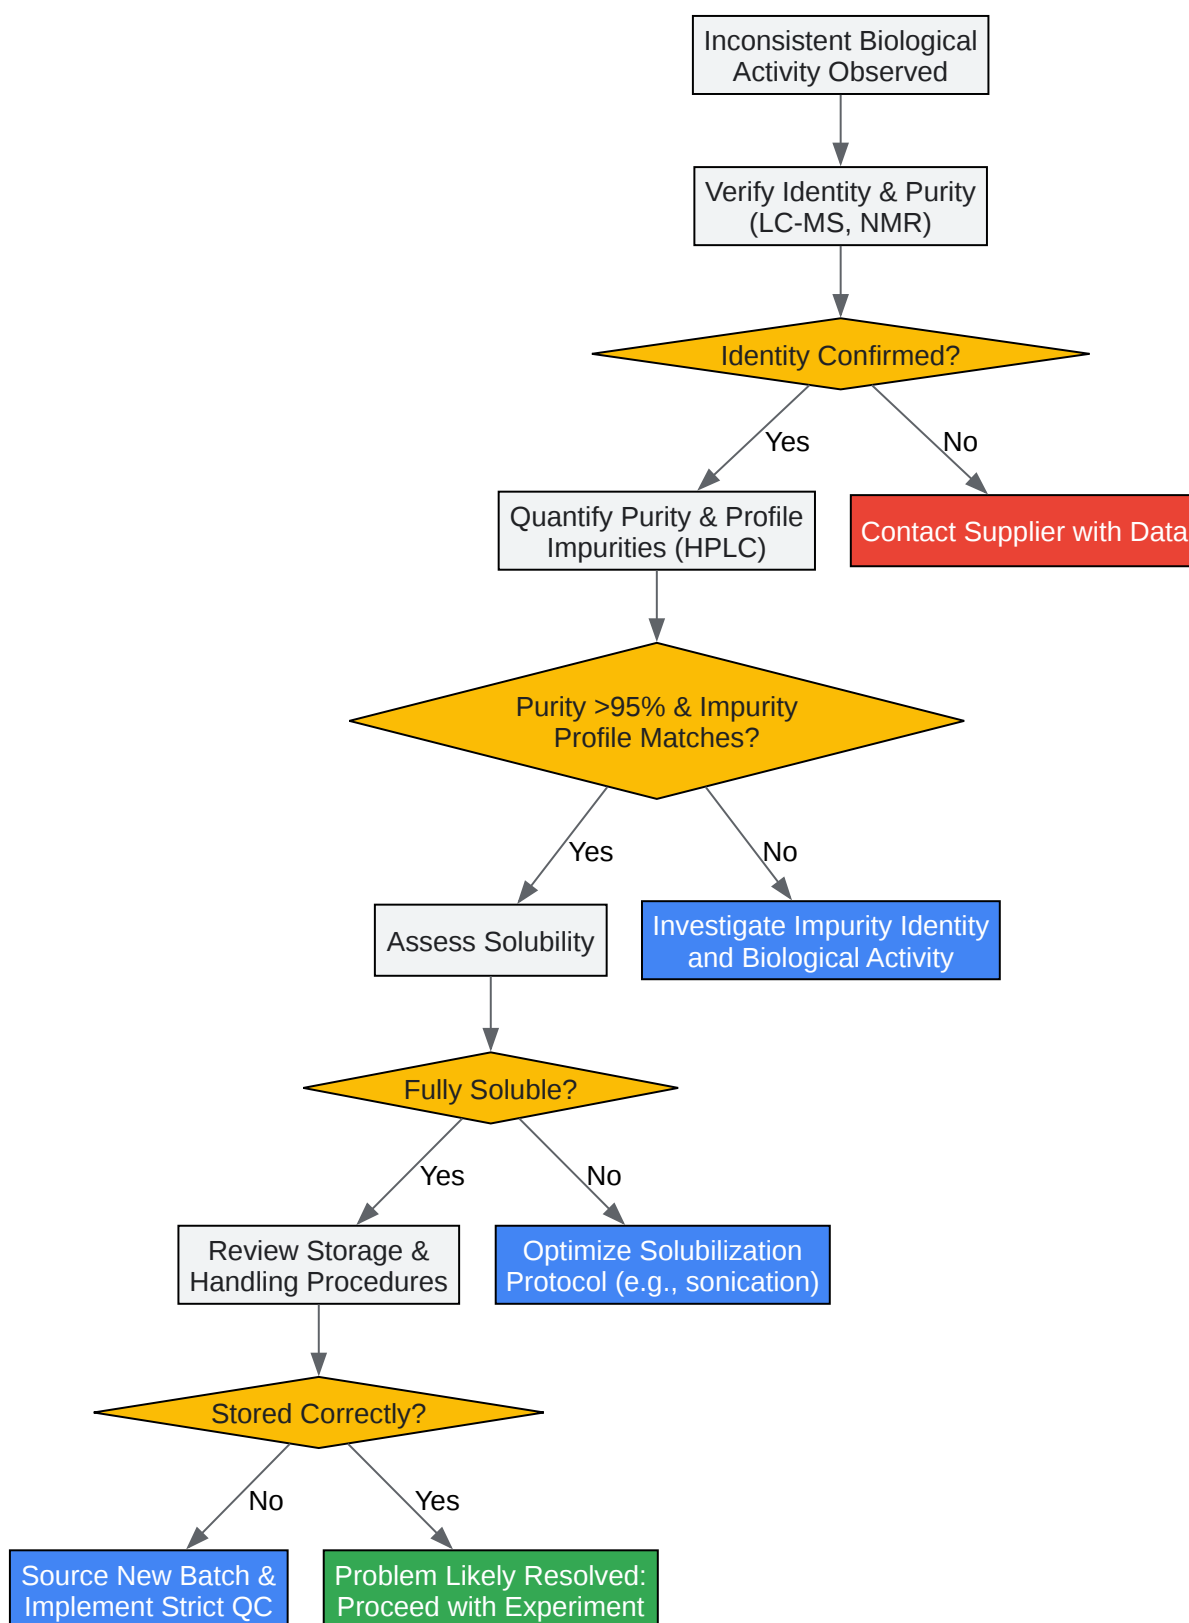 Inconsistent Biological
Activity Observed
Verify Identity & Purity
(LC-MS, NMR)
Identity Confirmed?
Yes
No
Quantify Purity & Profile
Impurities (HPLC)
Contact Supplier with Data
Purity >95% & Impurity
Profile Matches?
Yes
No
Assess Solubility
Investigate Impurity Identity
and Biological Activity
Fully Soluble?
Yes
No
Review Storage &
Handling Procedures
Optimize Solubilization
Protocol (e.g., sonication)
Stored Correctly?
No
Yes
Source New Batch &
Implement Strict QC
Problem Likely Resolved:
Proceed with Experiment